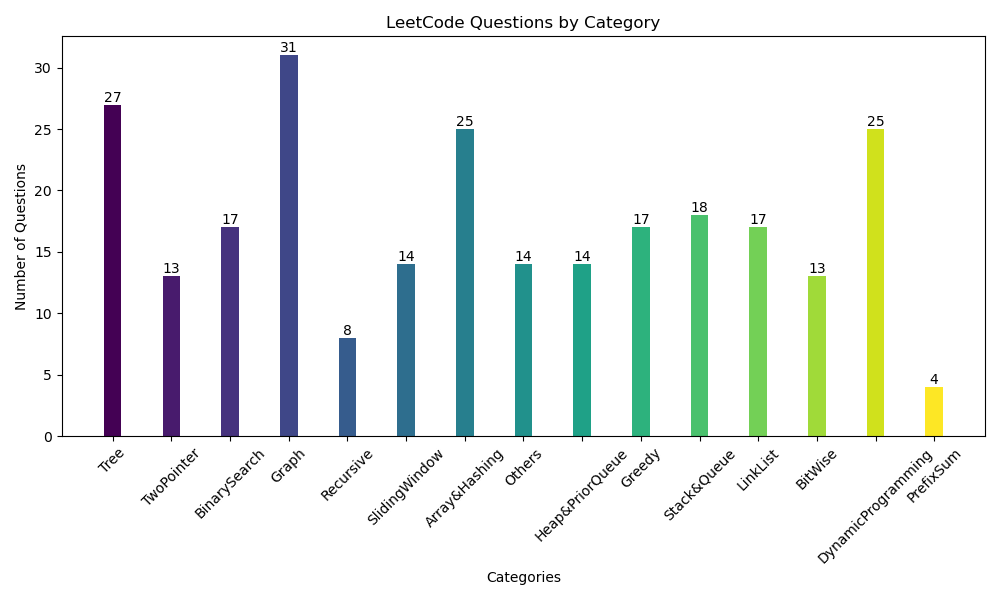 LeetCode Questions by Category
Number of Questions
30
25
20
15
10
5
0
27
13
17
31
8
14
25
14
14
17
18
17
13
25
4
Tree
TwoPointer
BinarySearch
Graph
Recursive
SlidingWindow
Array&Hashing
Others
Heap&PriorQueue
Greedy
Stack&Queue
LinkList
BitWise
DynamicProgramming
PrefixSum
Categories